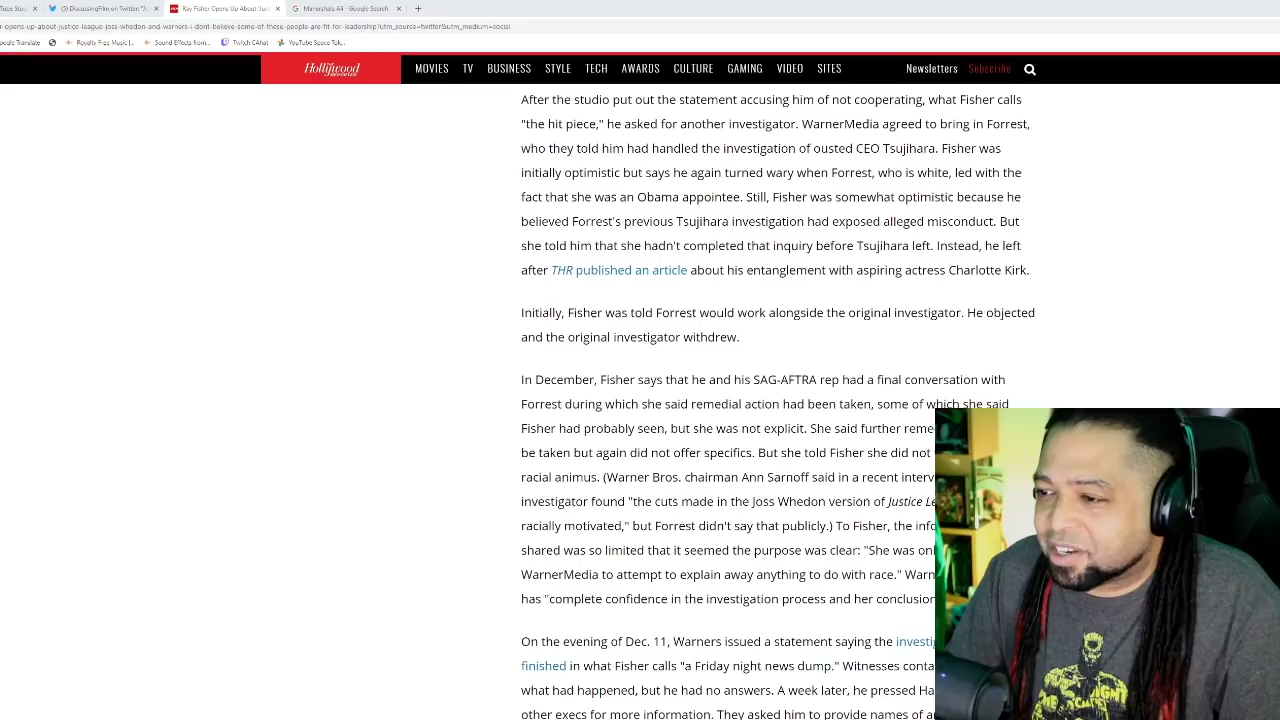 Tube Stu
(3) DiscussingFilm on Twitter: "J
Ray Fisher Opens Up About 'Just
Mahershala Ali - Google Search
r-opens-up-about-justice-league-joss-whedon-and-warners-i-dont-believe-some-of-these-people-are-fit-for-leadership?utm_source=twitter&utm_medium=social
oogle Translate
Royalty Free Music |...
Sound Effects from...
Twitch CAhat
YouTube Space Tok...
The Hollywood Reporter
MOVIES TV BUSINESS STYLE TECH AWARDS CULTURE GAMING VIDEO SITES
Newsletters Subscribe
After the studio put out the statement accusing him of not cooperating, what Fisher calls
"the hit piece," he asked for another investigator. WarnerMedia agreed to bring in Forrest,
who they told him had handled the investigation of ousted CEO Tsujihara. Fisher was
initially optimistic but says he again turned wary when Forrest, who is white, led with the
fact that she was an Obama appointee. Still, Fisher was somewhat optimistic because he
believed Forrest's previous Tsujihara investigation had exposed alleged misconduct. But
she told him that she hadn't completed that inquiry before Tsujihara left. Instead, he left
after THR published an article about his entanglement with aspiring actress Charlotte Kirk.
Initially, Fisher was told Forrest would work alongside the original investigator. He objected
and the original investigator withdrew.
In December, Fisher says that he and his SAG-AFTRA rep had a final conversation with
Forrest during which she said remedial action had been taken, some of which she said
Fisher had probably seen, but she was not explicit. She said further reme
be taken but again did not offer specifics. But she told Fisher she did not
racial animus. (Warner Bros. chairman Ann Sarnoff said in a recent interv
investigator found "the cuts made in the Joss Whedon version of Justice Le
racially motivated," but Forrest didn't say that publicly.) To Fisher, the info
shared was so limited that it seemed the purpose was clear: "She was onl
WarnerMedia to attempt to explain away anything to do with race." Warn
has "complete confidence in the investigation process and her conclusion
On the evening of Dec. 11, Warners issued a statement saying the investig
finished in what Fisher calls "a Friday night news dump." Witnesses conta
what had happened, but he had no answers. A week later, he pressed Ha
other execs for more information. They asked him to provide names of a